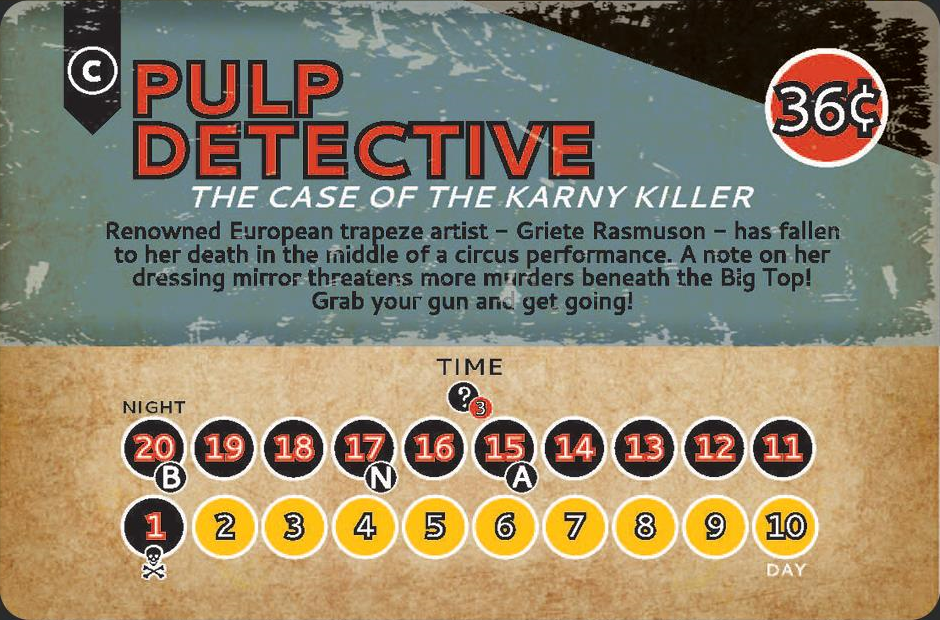 C
PULP
DETECTIVE
36¢
THE CASE OF THE KARNY KILLER
Renowned European trapeze artist – Griete Rasmuson – has fallen
to her death in the middle of a circus performance. A note on her
dressing mirror threatens more murders beneath the Big Top!
Grab your gun and get going!
TIME
? 3
NIGHT
20 19 18 17 16 15 14 13 12 11
B N A
1 2 3 4 5 6 7 8 9 10
DAY